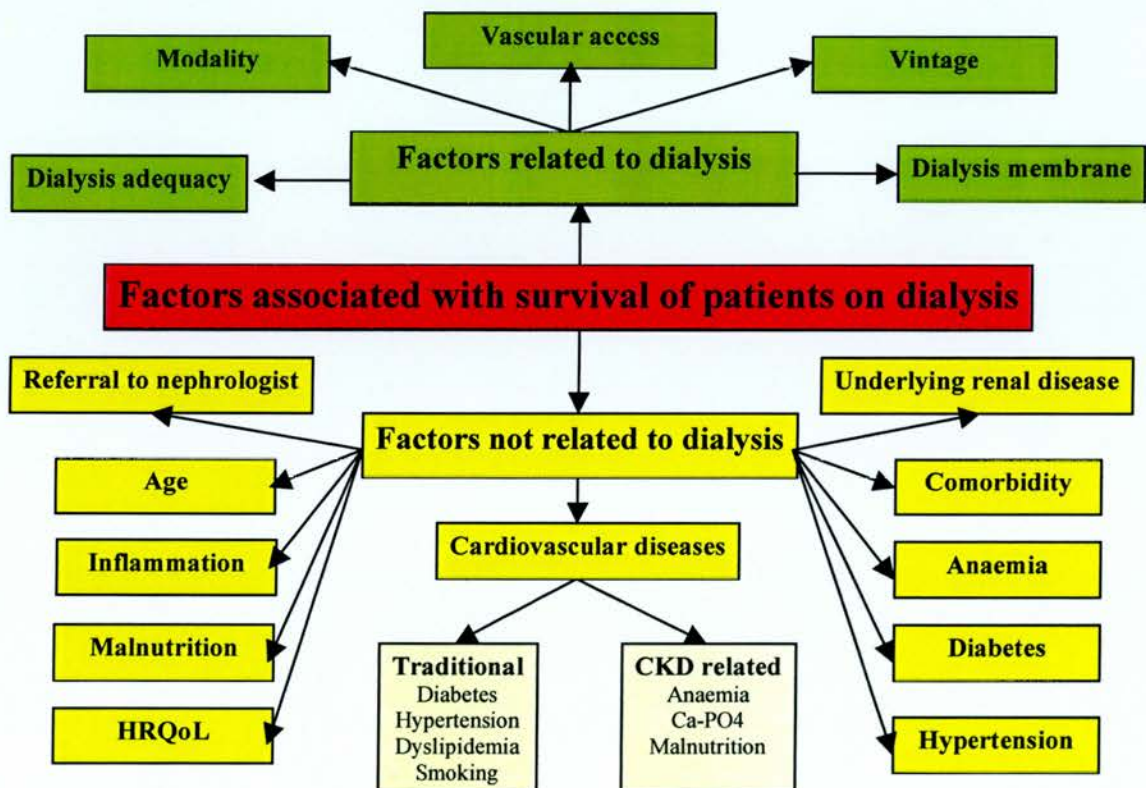 Vascular access
Modality
Vintage
Factors related to dialysis
Dialysis adequacy
Dialysis membrane
Factors associated with survival of patients on dialysis
Referral to nephrologist
Underlying renal disease
Factors not related to dialysis
Age
Comorbidity
Cardiovascular diseases
Inflammation
Anaemia
Malnutrition
Diabetes
Traditional
Diabetes
Hypertension
Dyslipidemia
Smoking
CKD related
Anaemia
Ca-PO4
Malnutrition
HRQoL
Hypertension